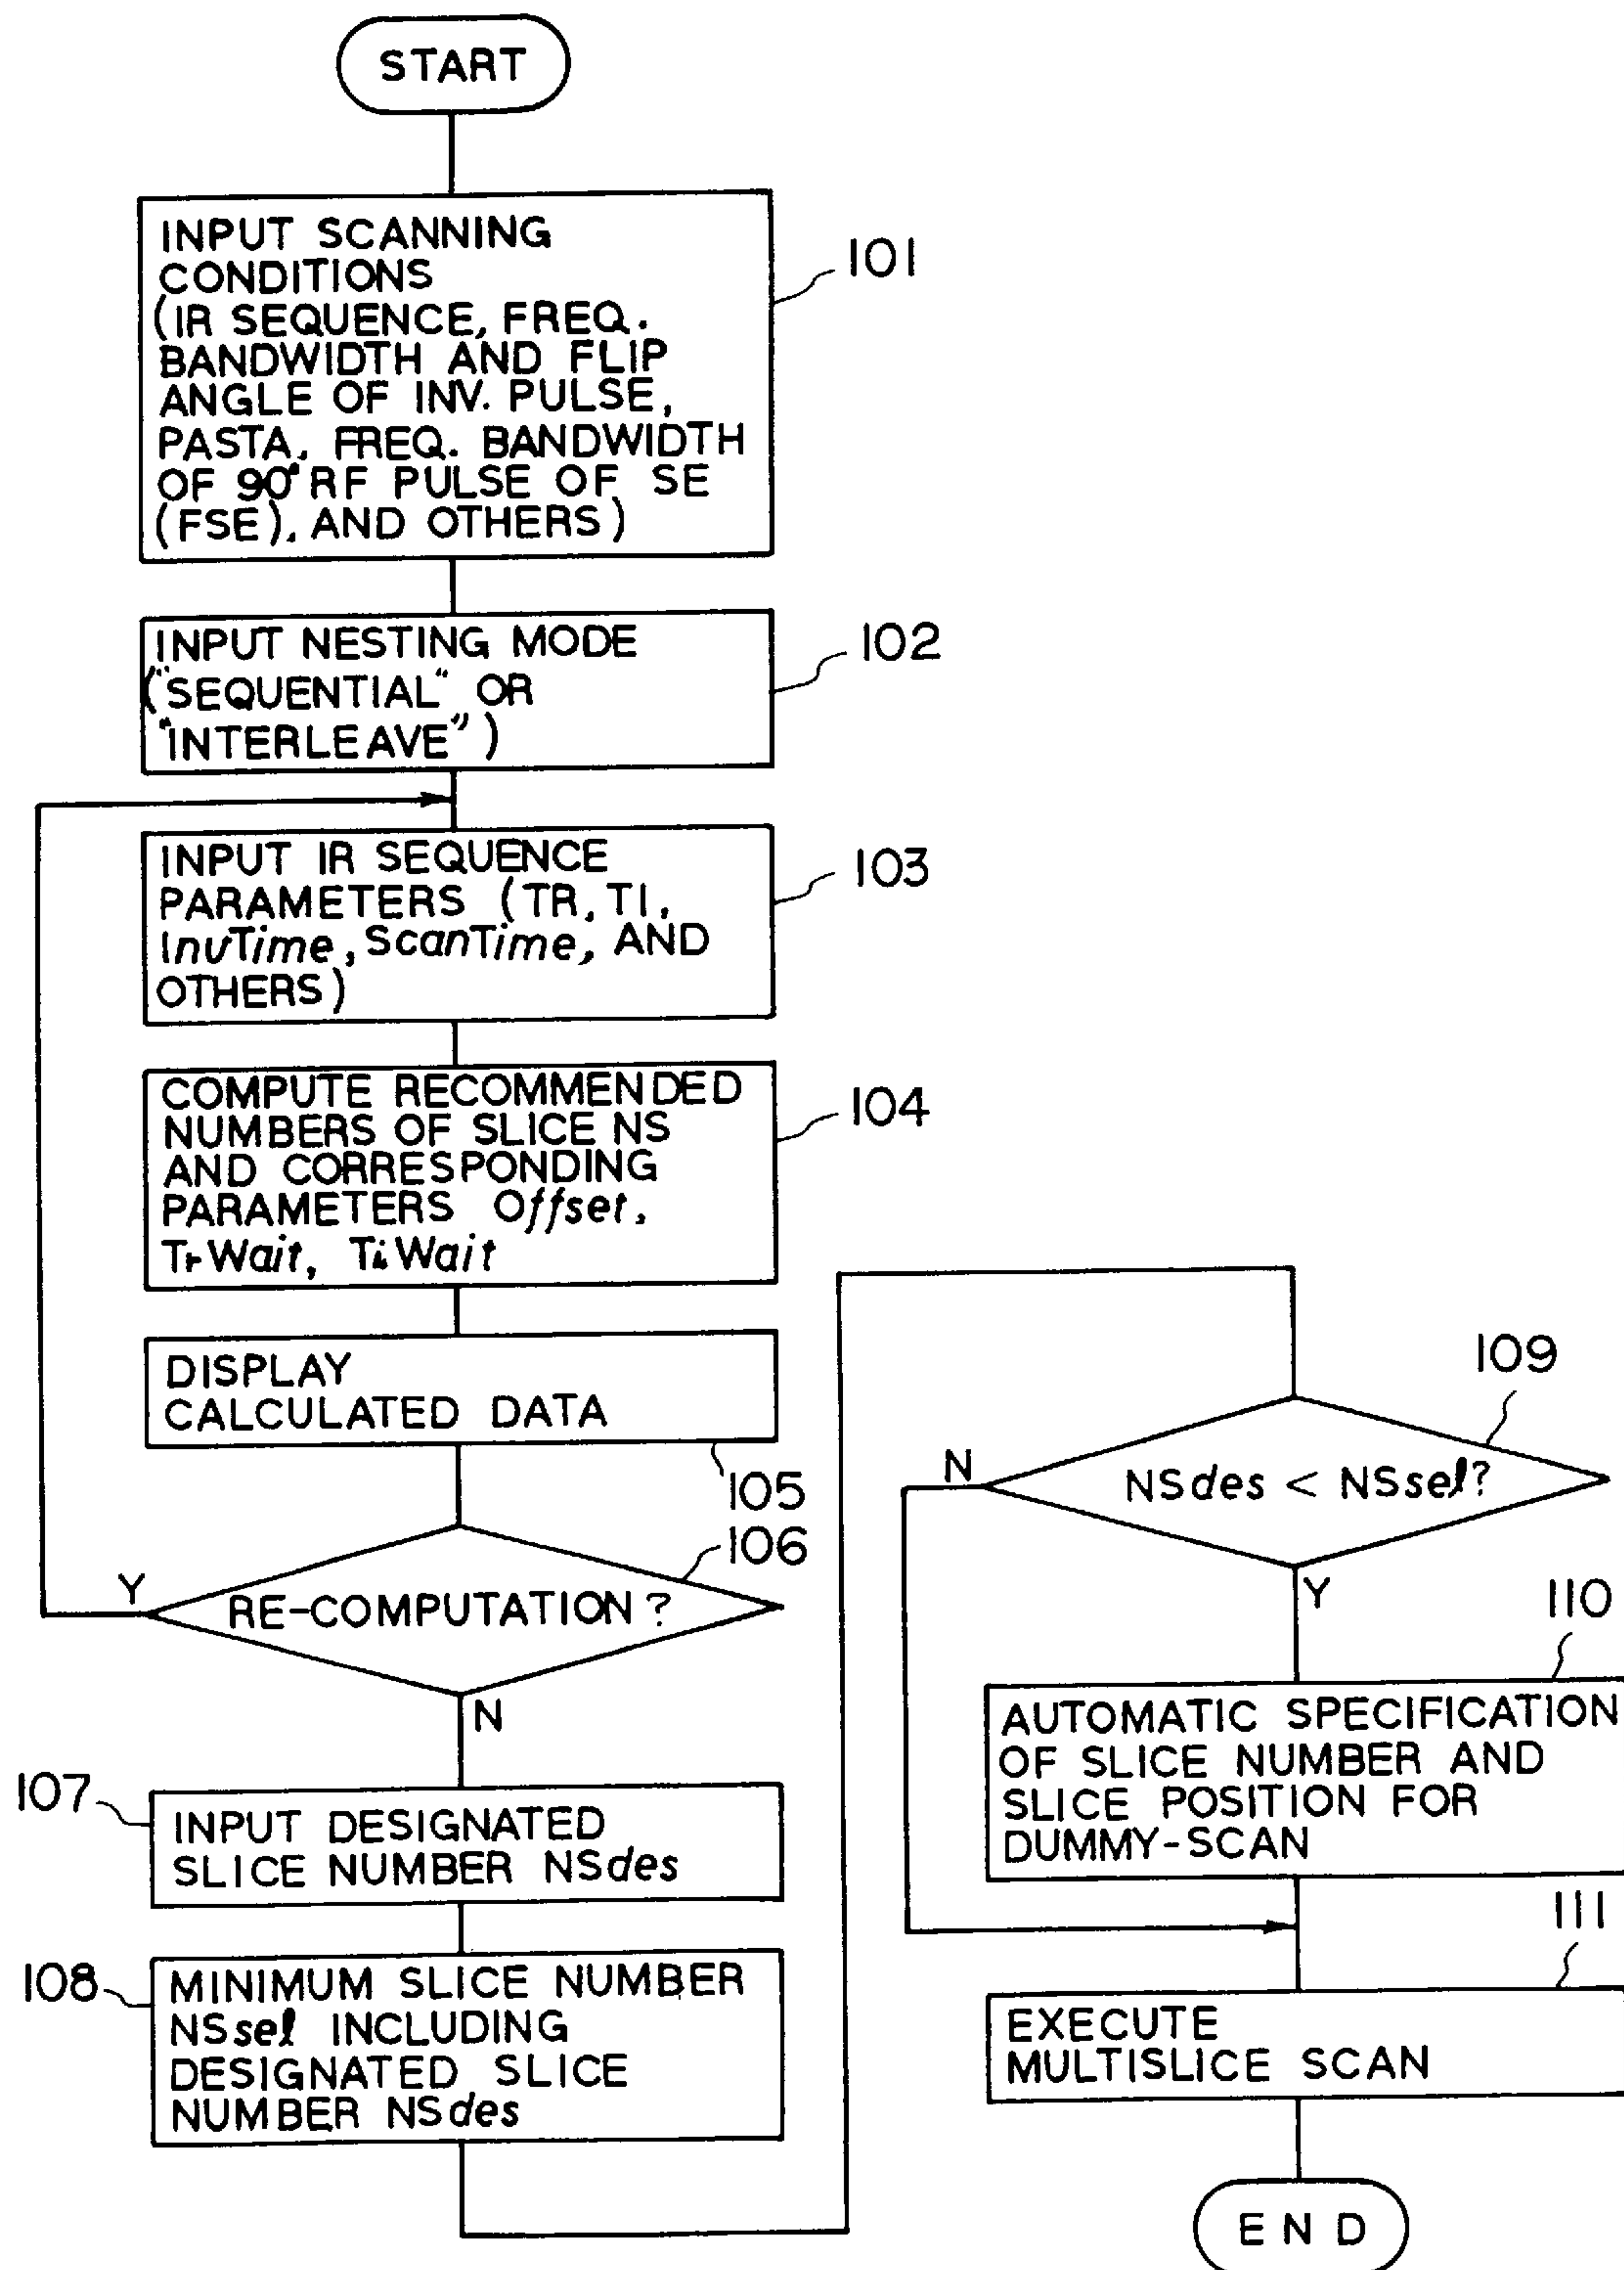 START
INPUT SCANNING
CONDITIONS
(IR SEQUENCE, FREQ.
BANDWIDTH AND FLIP
ANGLE OF INV. PULSE,
PASTA, FREQ. BANDWIDTH
OF 90° RF PULSE OF SE
(FSE), AND OTHERS)
101
INPUT NESTING MODE
("SEQUENTIAL" OR
"INTERLEAVE")
102
INPUT IR SEQUENCE
PARAMETERS (TR, TI,
InvTime, ScanTime, AND
OTHERS)
103
COMPUTE RECOMMENDED
NUMBERS OF SLICE NS
AND CORRESPONDING
PARAMETERS Offset,
TrWait, TiWait
104
DISPLAY
CALCULATED DATA
105
RE-COMPUTATION ?
106
Y
N
INPUT DESIGNATED
SLICE NUMBER NSdes
107
MINIMUM SLICE NUMBER
NSsel INCLUDING
DESIGNATED SLICE
NUMBER NSdes
108
NSdes < NSsel?
109
N
Y
AUTOMATIC SPECIFICATION
OF SLICE NUMBER AND
SLICE POSITION FOR
DUMMY-SCAN
110
EXECUTE
MULTISLICE SCAN
111
END